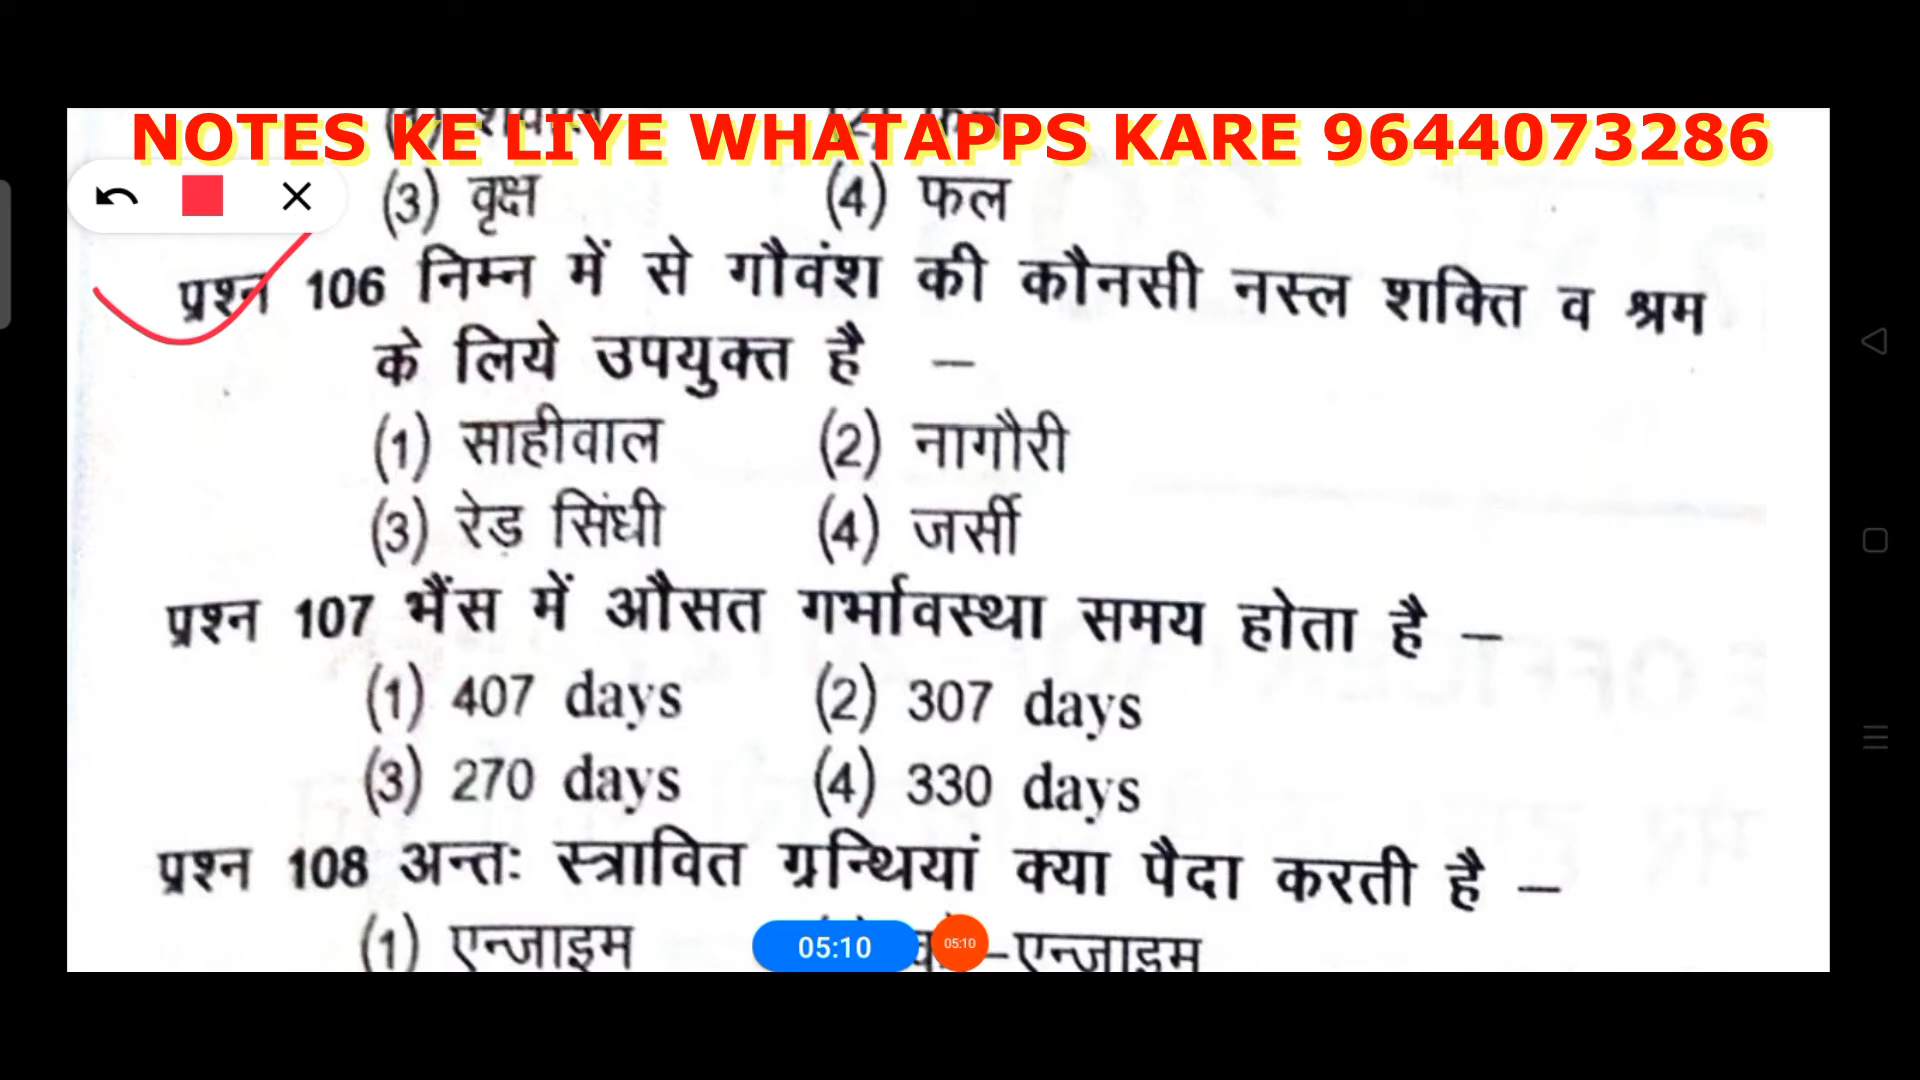 NOTES KE LIYE WHATAPPS KARE 9644073286
(3) वृक्ष (4) फल
प्रश्न 106 निम्न में से गौवंश की कौनसी नस्ल शक्ति व श्रम
के लिये उपयुक्त है –
(1) साहीवाल (2) नागौरी
(3) रेड सिंधी (4) जर्सी
प्रश्न 107 भैंस में औसत गर्भावस्था समय होता है –
(1) 407 days (2) 307 days
(3) 270 days (4) 330 days
प्रश्न 108 अन्तः स्त्रावित ग्रन्थियां क्या पैदा करती है –
(1) एन्जाइम –एन्जाइम
05:10 05:10